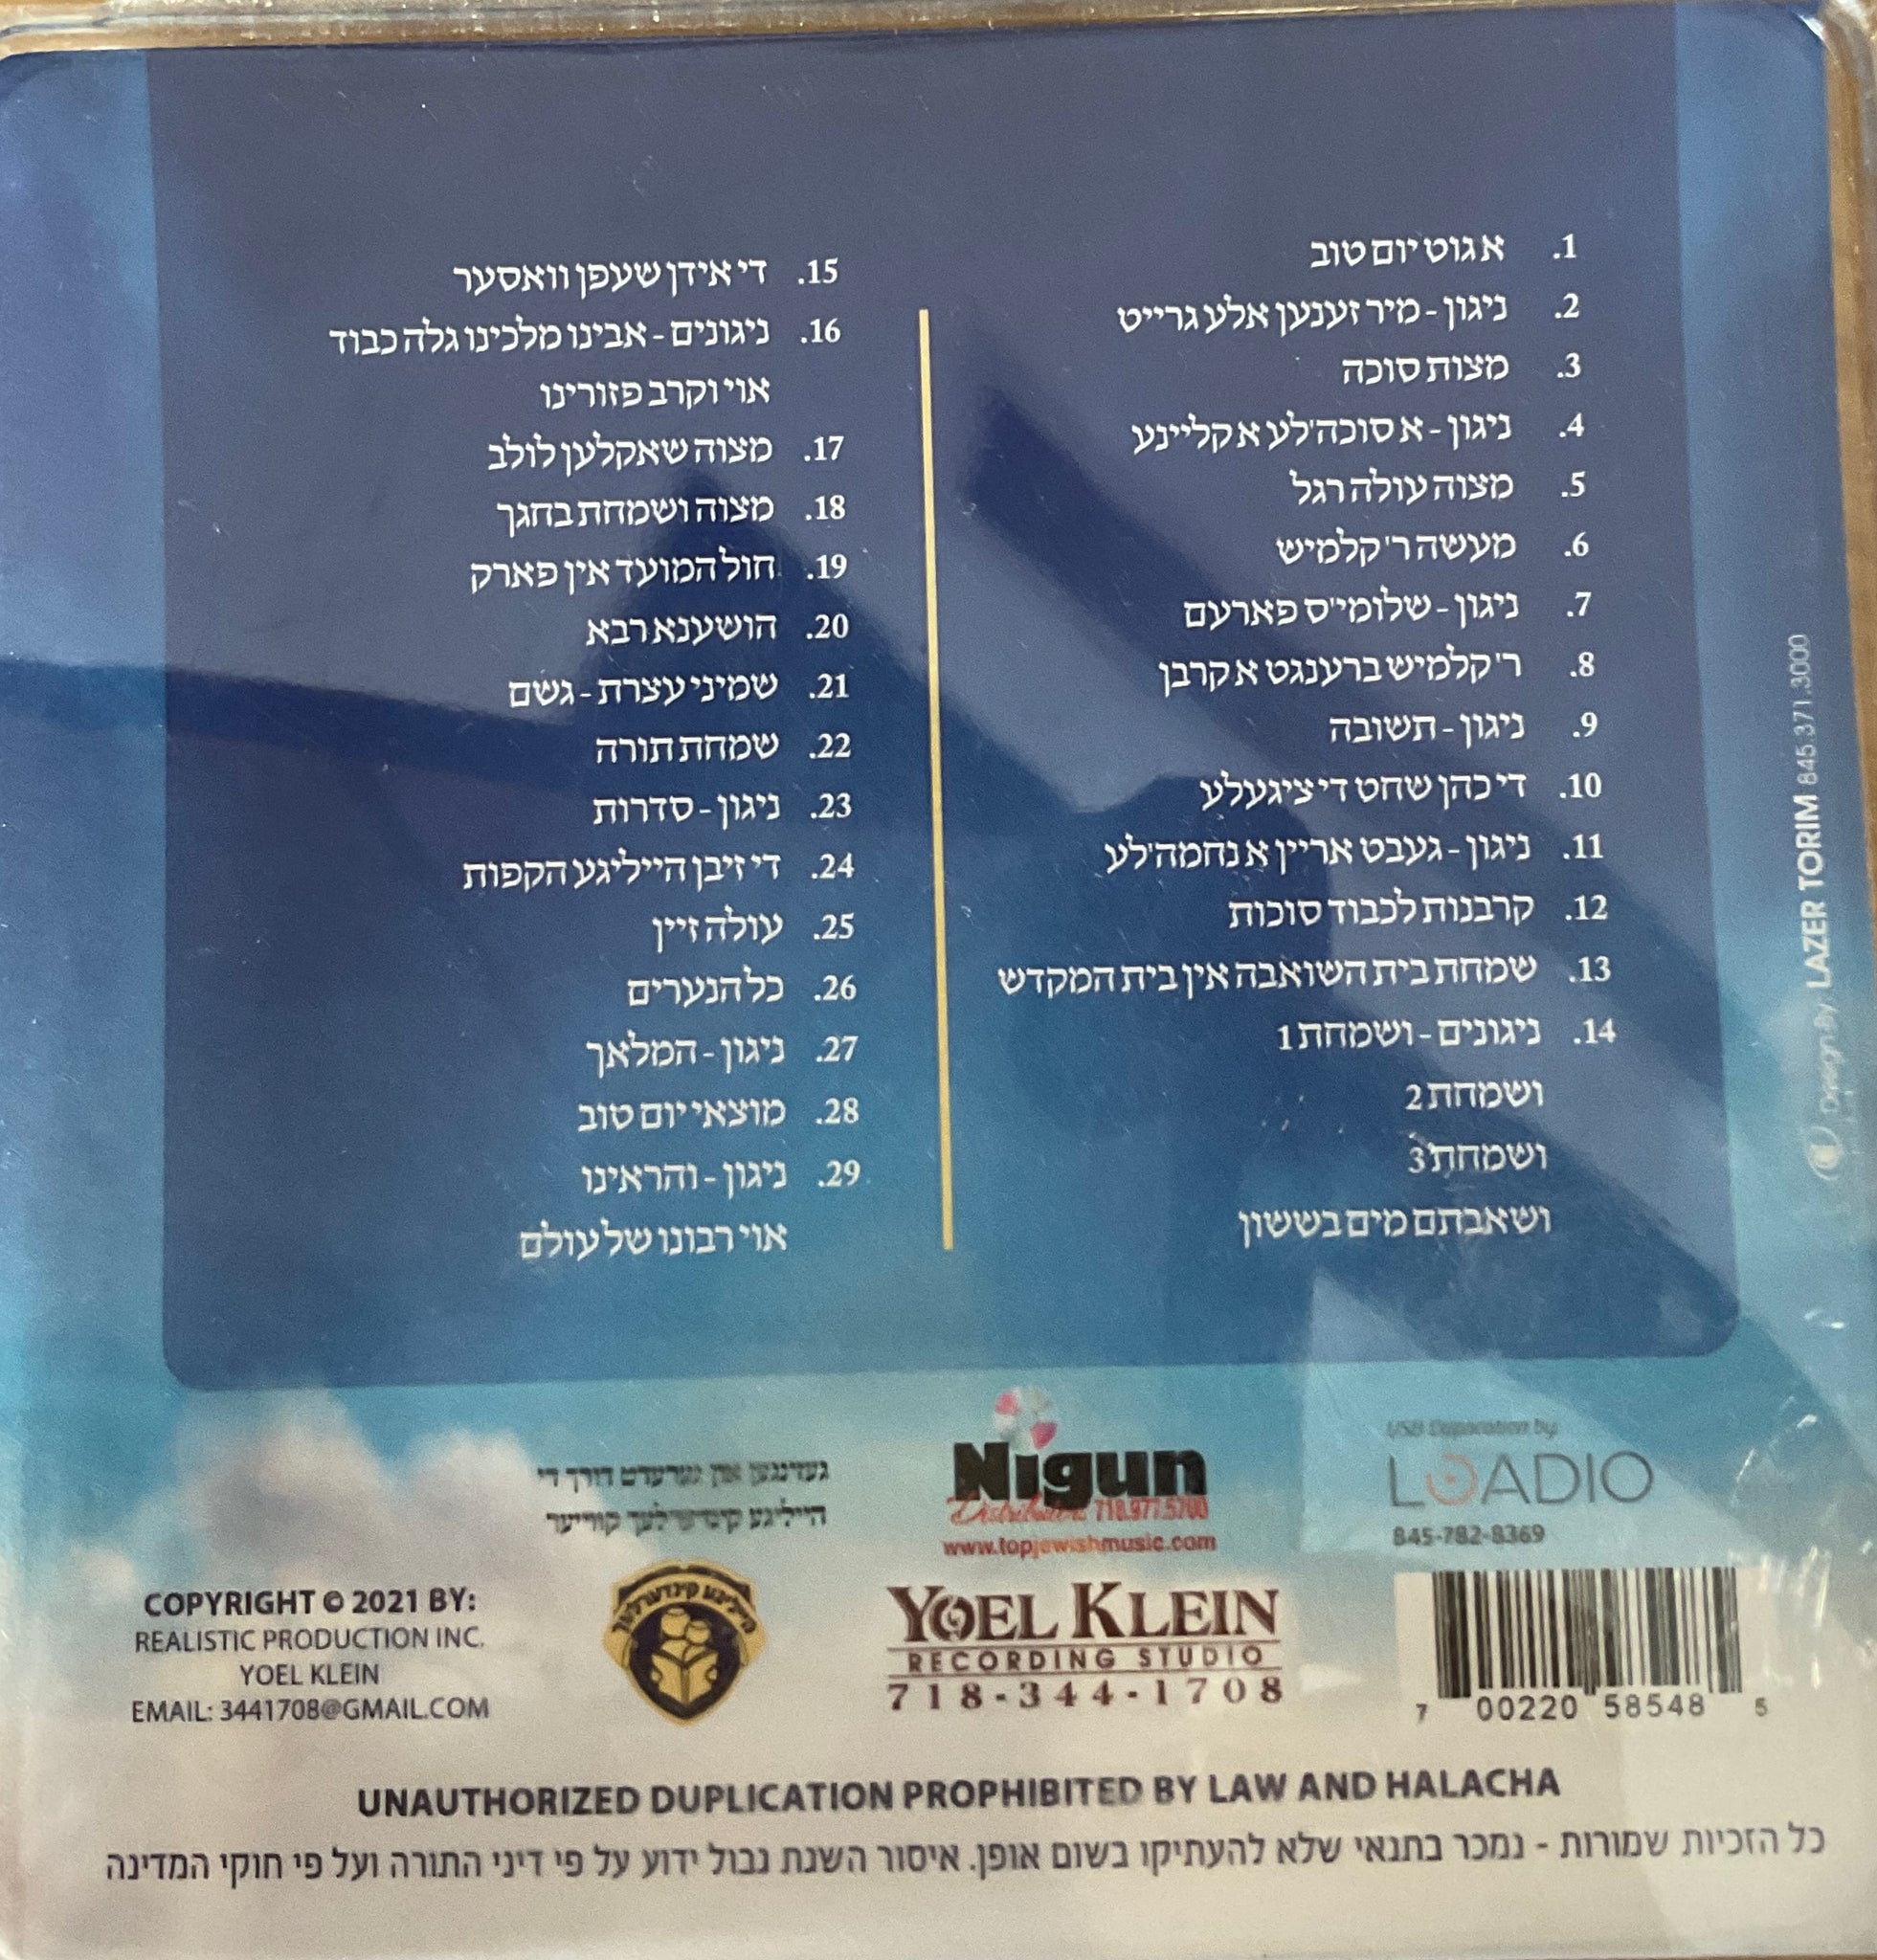 1. א גוט יום טוב
2. ניגון - מיר זענען אלע גרייט
3. מצות סוכה
4. ניגון - א סוכה'לע א קליינע
5. מצוה עולה רגל
6. מעשה ר' קלמיש
7. ניגון - שלומי'ס פארעם
8. ר' קלמיש ברענגט א קרבן
9. ניגון - תשובה
10. די כהן שחט די ציגעלע
11. ניגון - געבט אריין א נחמה'לע
12. קרבנות לכבוד סוכות
13. שמחת בית השואבה אין בית המקדש
14. ניגונים - ושמחת 1
ושמחת 2
ושמחת 3
ושאבתם מים בששון
15. די אידן שעפן וואסער
16. ניגונים - אבינו מלכינו גלה כבוד
אוי וקרב פזורינו
17. מצוה שאקלען לולב
18. מצוה ושמחת בחגך
19. חול המועד אין פארק
20. הושענא רבא
21. שמיני עצרת - גשם
22. שמחת תורה
23. ניגון - סדרות
24. די זיבן הייליגע הקפות
25. עולה זיין
26. כל הנערים
27. ניגון - המלאך
28. מוצאי יום טוב
29. ניגון - והראינו
אוי רבונו של עולם
Design By LAZER TORIM 845.371.3000
USB Duplication by:
LOADIO
845-782-8369
Nigun
Distribution 718.977.5700
www.topjewishmusic.com
געזינגען און גערעדט דורך די
הייליגע קינדערלעך קווייער
הייליגע קינדערלעך
YOEL KLEIN
RECORDING STUDIO
718-344-1708
COPYRIGHT © 2021 BY:
REALISTIC PRODUCTION INC.
YOEL KLEIN
EMAIL: 3441708@GMAIL.COM
7 00220 58548 5
UNAUTHORIZED DUPLICATION PROPHIBITED BY LAW AND HALACHA
כל הזכיות שמורות - נמכר בתנאי שלא להעתיקו בשום אופן. איסור השגת גבול ידוע על פי דיני התורה ועל פי חוקי המדינה